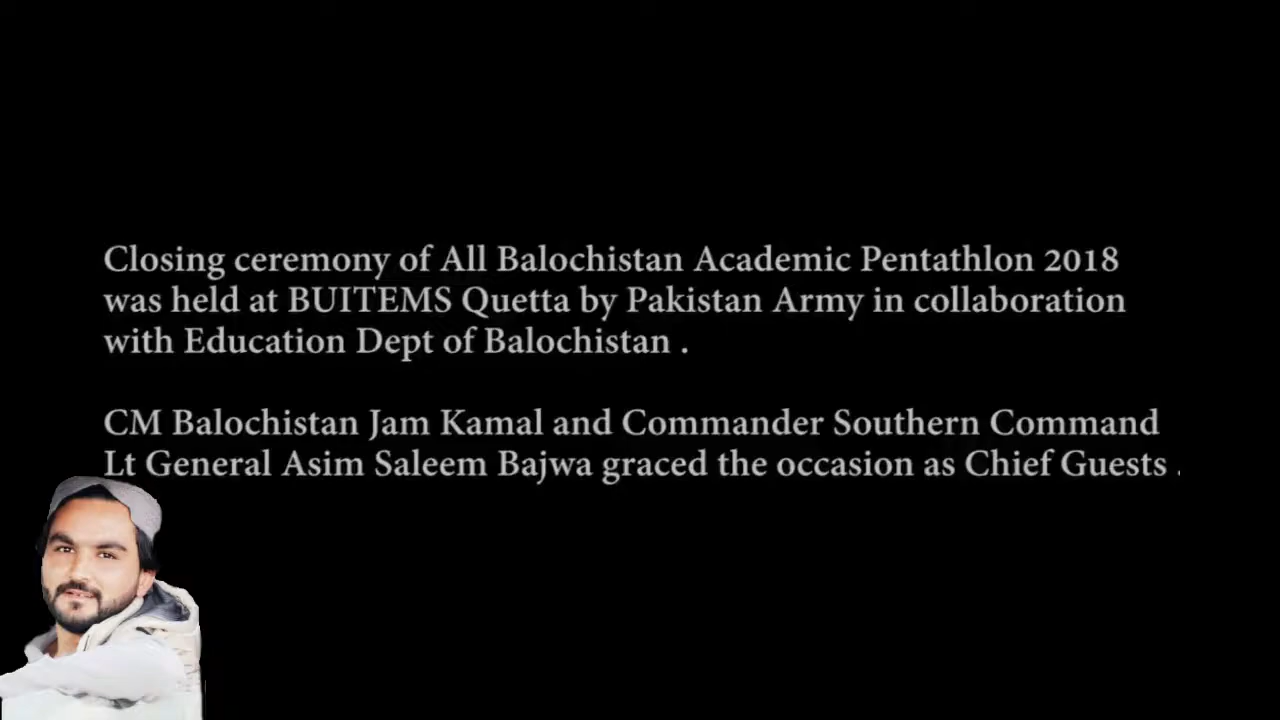 Closing ceremony of All Balochistan Academic Pentathlon 2018
was held at BUITEMS Quetta by Pakistan Army in collaboration
with Education Dept of Balochistan .
CM Balochistan Jam Kamal and Commander Southern Command
Lt General Asim Saleem Bajwa graced the occasion as Chief Guests .